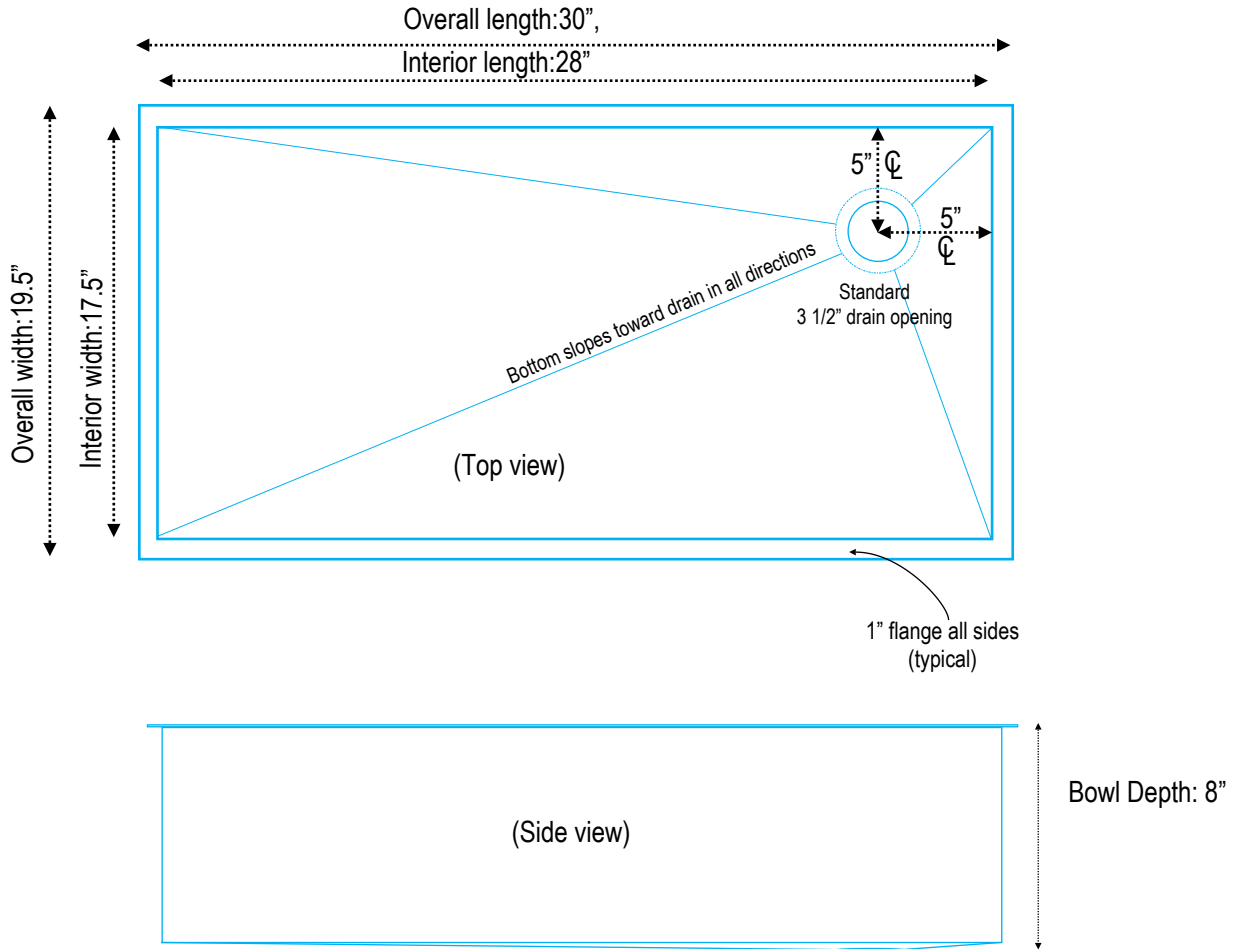 Overall length:30”,
Interior length:28”
Overall width:19.5”
Interior width:17.5”
5” ℄
5”
℄
Standard
3 1/2” drain opening
Bottom slopes toward drain in all directions
(Top view)
1” flange all sides
(typical)
Bowl Depth: 8”
(Side view)